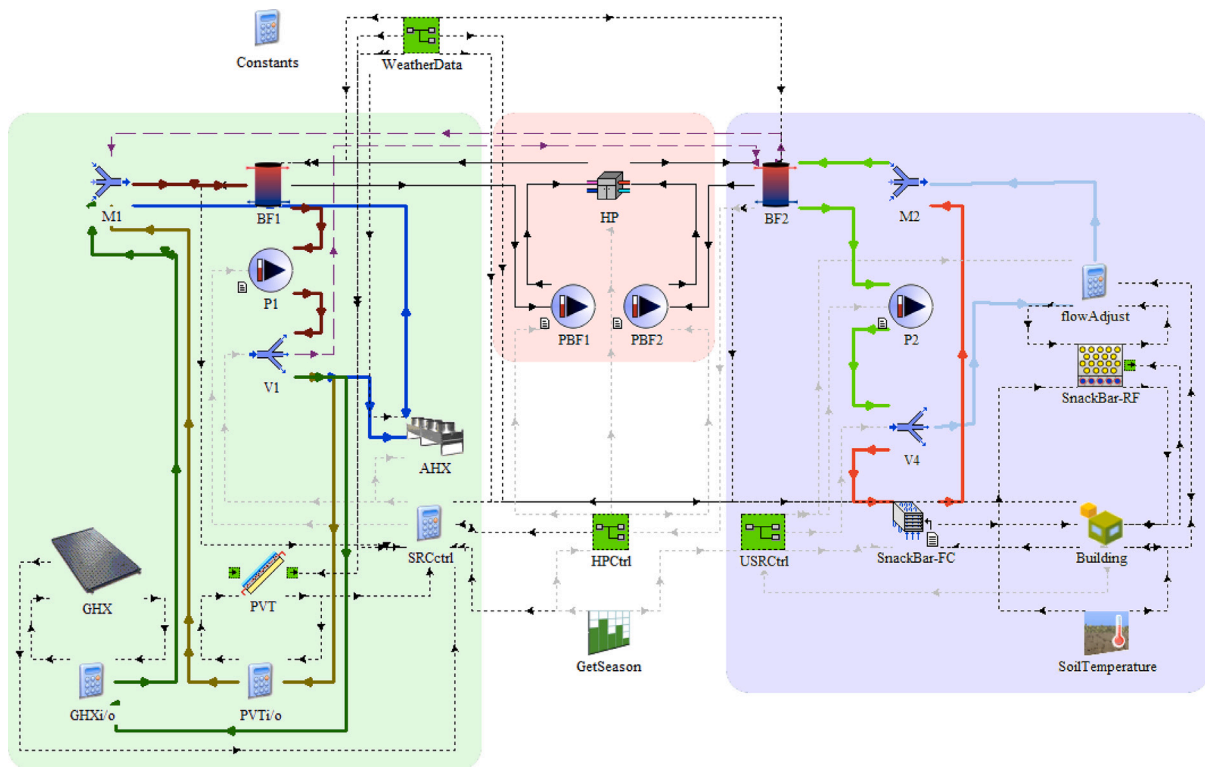 Constants
WeatherData
M1
BF1
HP
BF2
M2
P1
PBF1
PBF2
P2
flowAdjust
V1
SnackBar-RF
AHX
V4
SRCctrl
HPCtrl
USRCtrl
SnackBar-FC
Building
GHX
PVT
GetSeason
SoilTemperature
GHXi/o
PVTi/o